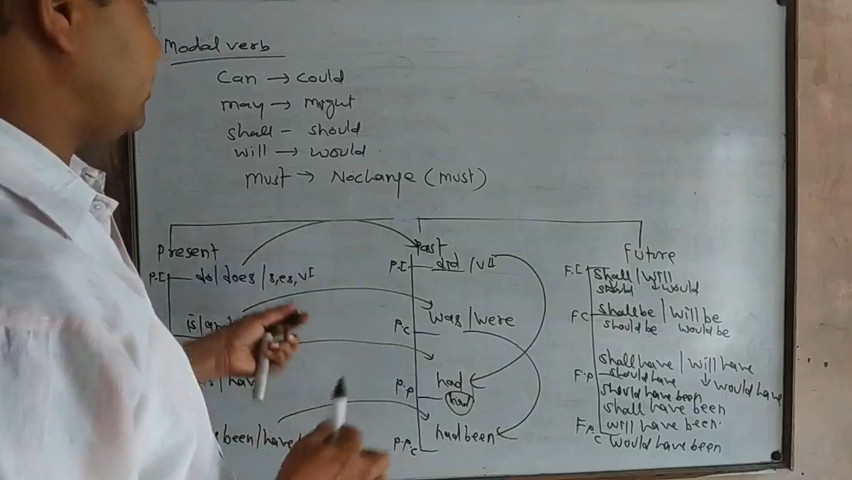 Modal verb
Can → Could
may → might
shall - should
will → would
must → Nochange (must)
Present
P.I do/does/s,es,vI
is/am
been/have
Past
P.I did/vII
P.C was/were
P.P had
had
P.P.C had been
Future
F.I shall/will
should would
FC shall be/will be
should be would be
shall have/will have
F.P should have would have
should have been
shall have been
F.P.C will have been
would have been